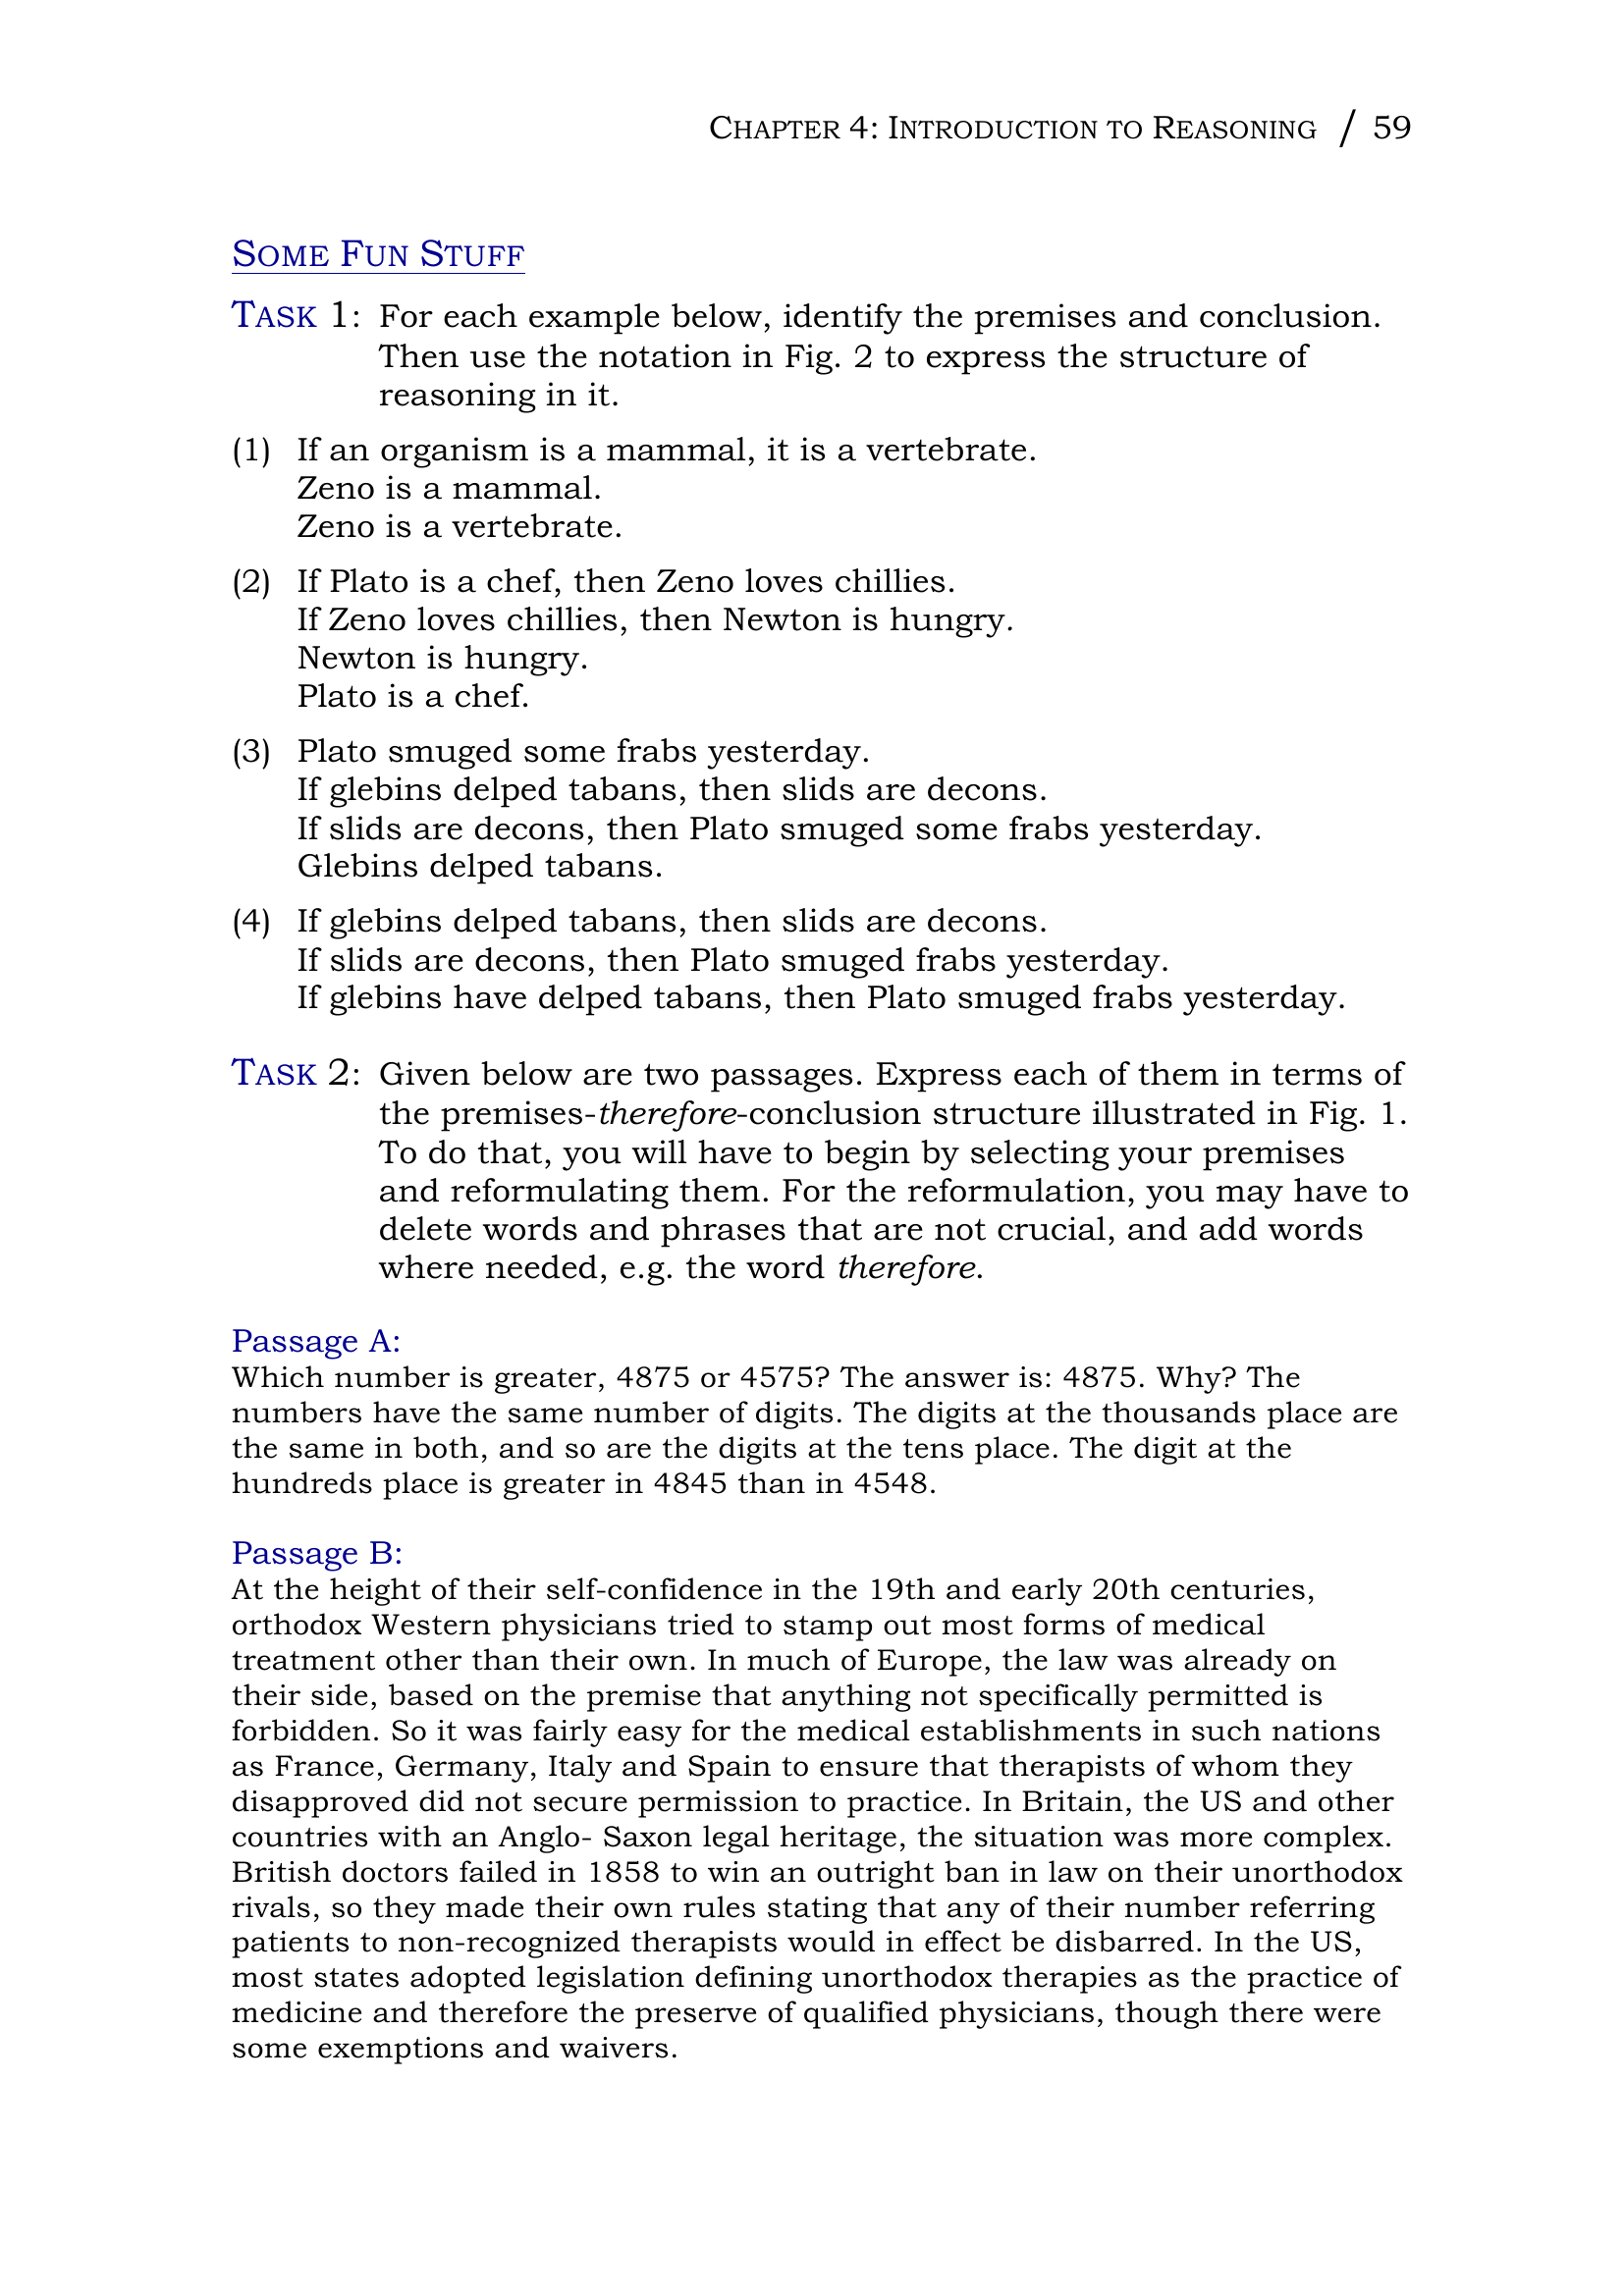 CHAPTER 4: INTRODUCTION TO REASONING / 59
SOME FUN STUFF
TASK 1: For each example below, identify the premises and conclusion.
Then use the notation in Fig. 2 to express the structure of
reasoning in it.
(1) If an organism is a mammal, it is a vertebrate.
Zeno is a mammal.
Zeno is a vertebrate.
(2) If Plato is a chef, then Zeno loves chillies.
If Zeno loves chillies, then Newton is hungry.
Newton is hungry.
Plato is a chef.
(3) Plato smuged some frabs yesterday.
If glebins delped tabans, then slids are decons.
If slids are decons, then Plato smuged some frabs yesterday.
Glebins delped tabans.
(4) If glebins delped tabans, then slids are decons.
If slids are decons, then Plato smuged frabs yesterday.
If glebins have delped tabans, then Plato smuged frabs yesterday.
TASK 2: Given below are two passages. Express each of them in terms of
the premises-therefore-conclusion structure illustrated in Fig. 1.
To do that, you will have to begin by selecting your premises
and reformulating them. For the reformulation, you may have to
delete words and phrases that are not crucial, and add words
where needed, e.g. the word therefore.
Passage A:
Which number is greater, 4875 or 4575? The answer is: 4875. Why? The
numbers have the same number of digits. The digits at the thousands place are
the same in both, and so are the digits at the tens place. The digit at the
hundreds place is greater in 4845 than in 4548.
Passage B:
At the height of their self-confidence in the 19th and early 20th centuries,
orthodox Western physicians tried to stamp out most forms of medical
treatment other than their own. In much of Europe, the law was already on
their side, based on the premise that anything not specifically permitted is
forbidden. So it was fairly easy for the medical establishments in such nations
as France, Germany, Italy and Spain to ensure that therapists of whom they
disapproved did not secure permission to practice. In Britain, the US and other
countries with an Anglo- Saxon legal heritage, the situation was more complex.
British doctors failed in 1858 to win an outright ban in law on their unorthodox
rivals, so they made their own rules stating that any of their number referring
patients to non-recognized therapists would in effect be disbarred. In the US,
most states adopted legislation defining unorthodox therapies as the practice of
medicine and therefore the preserve of qualified physicians, though there were
some exemptions and waivers.